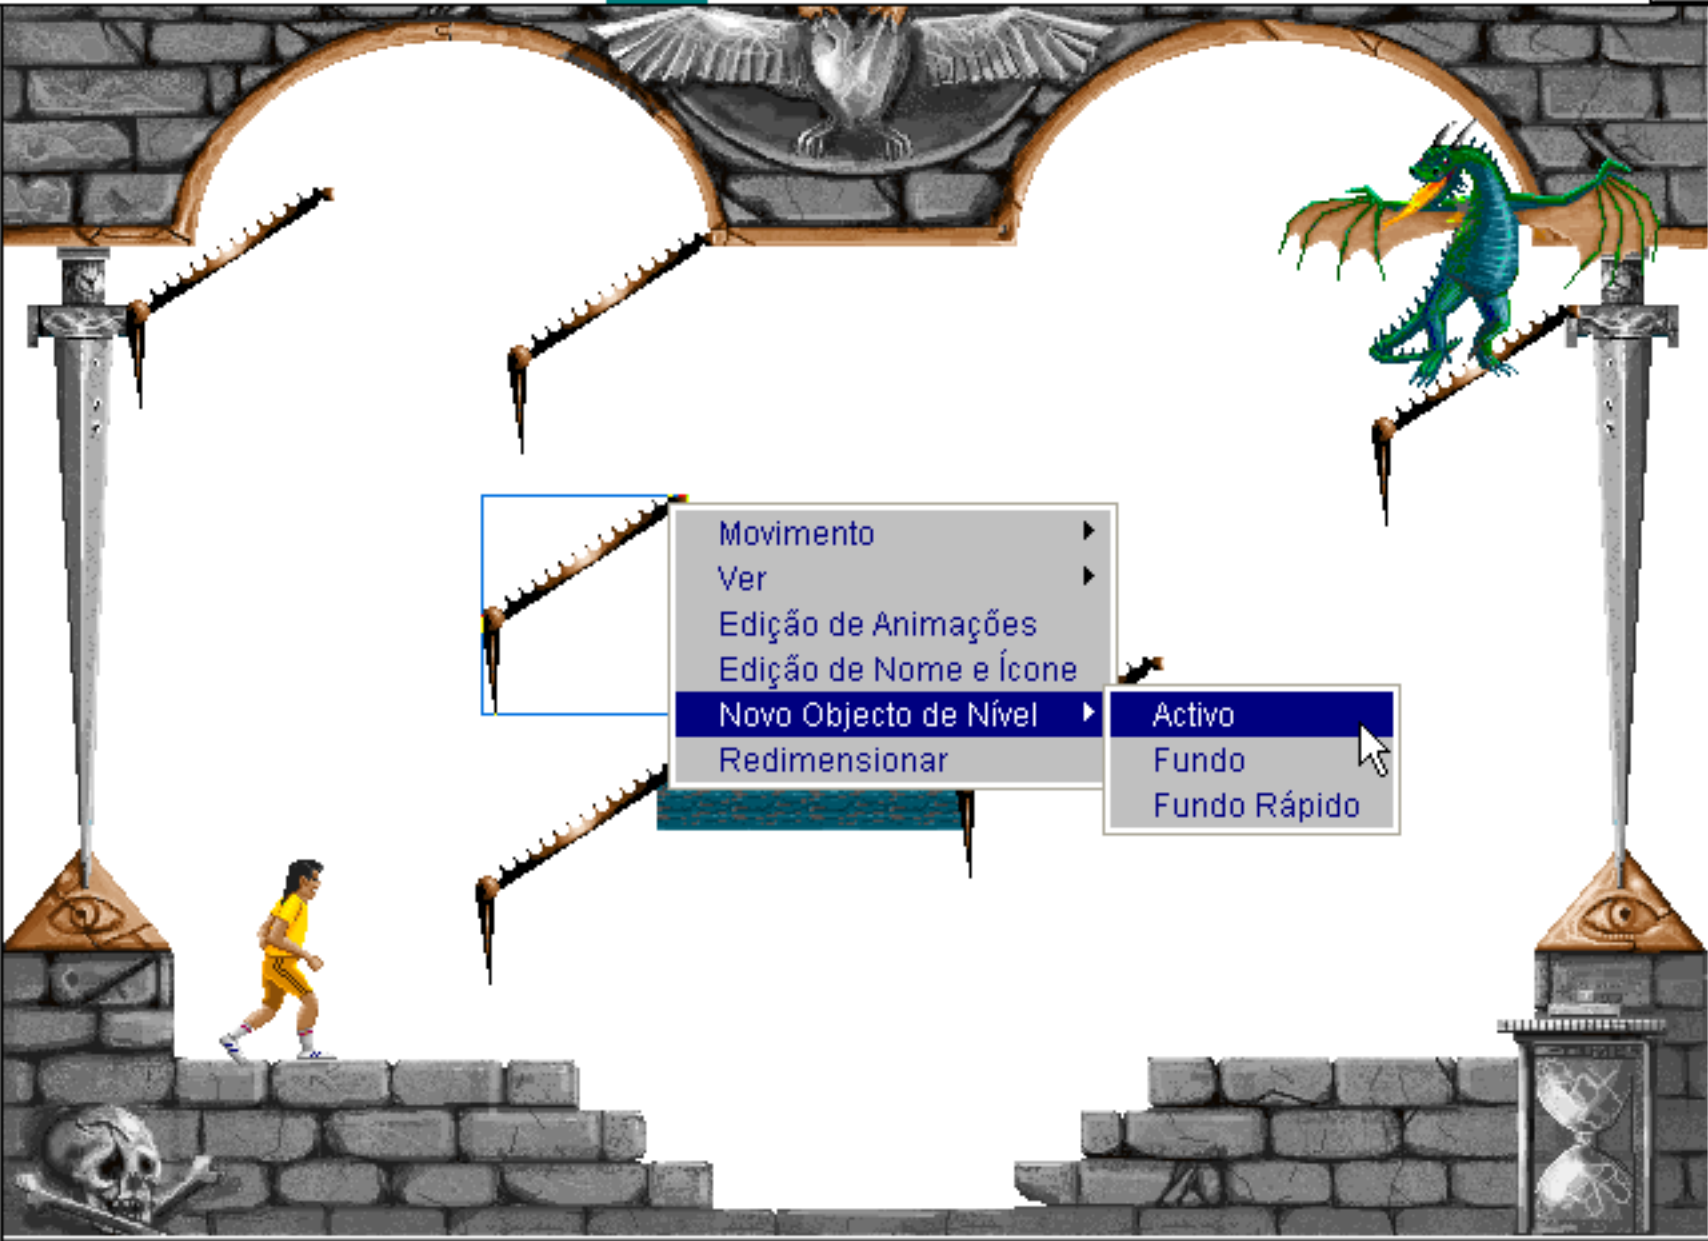 Movimento
Ver
Edição de Animações
Edição de Nome e Ícone
Novo Objecto de Nível
Redimensionar
Activo
Fundo
Fundo Rápido